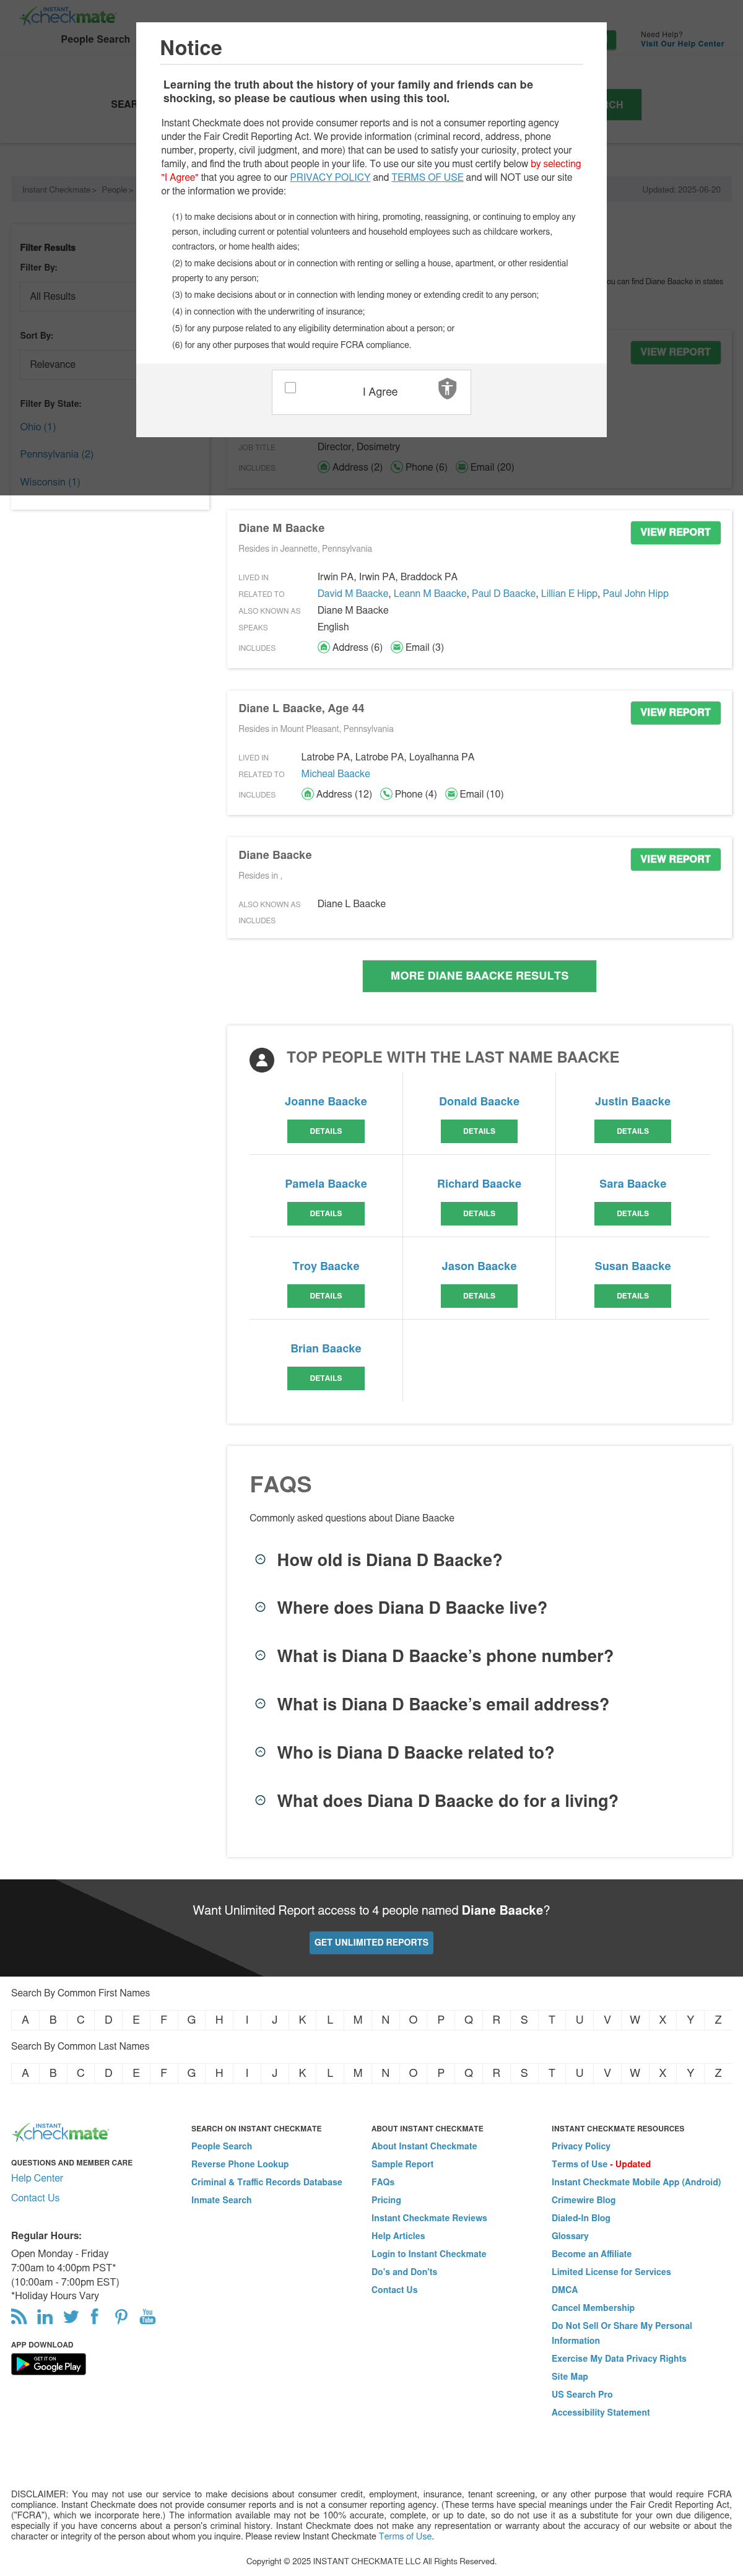 INSTANT
checkmate
People Search
Need Help?
Visit Our Help Center
Notice
Learning the truth about the history of your family and friends can be
shocking, so please be cautious when using this tool.
Instant Checkmate does not provide consumer reports and is not a consumer reporting agency
under the Fair Credit Reporting Act. We provide information (criminal record, address, phone
number, property, civil judgment, and more) that can be used to satisfy your curiosity, protect your
family, and find the truth about people in your life. To use our site you must certify below by selecting
"I Agree" that you agree to our PRIVACY POLICY and TERMS OF USE and will NOT use our site
or the information we provide:
(1) to make decisions about or in connection with hiring, promoting, reassigning, or continuing to employ any
person, including current or potential volunteers and household employees such as childcare workers,
contractors, or home health aides;
(2) to make decisions about or in connection with renting or selling a house, apartment, or other residential
property to any person;
(3) to make decisions about or in connection with lending money or extending credit to any person;
(4) in connection with the underwriting of insurance;
(5) for any purpose related to any eligibility determination about a person; or
(6) for any other purposes that would require FCRA compliance.
I Agree
SEAR
CH
Instant Checkmate > People >
Updated: 2025-06-20
Filter Results
Filter By:
All Results
Sort By:
Relevance
Filter By State:
Ohio (1)
Pennsylvania (2)
Wisconsin (1)
ou can find Diane Baacke in states
VIEW REPORT
JOB TITLE Director, Dosimetry
INCLUDES Address (2) Phone (6) Email (20)
Diane M Baacke
VIEW REPORT
Resides in Jeannette, Pennsylvania
LIVED IN Irwin PA, Irwin PA, Braddock PA
RELATED TO David M Baacke, Leann M Baacke, Paul D Baacke, Lillian E Hipp, Paul John Hipp
ALSO KNOWN AS Diane M Baacke
SPEAKS English
INCLUDES Address (6) Email (3)
Diane L Baacke, Age 44
VIEW REPORT
Resides in Mount Pleasant, Pennsylvania
LIVED IN Latrobe PA, Latrobe PA, Loyalhanna PA
RELATED TO Micheal Baacke
INCLUDES Address (12) Phone (4) Email (10)
Diane Baacke
VIEW REPORT
Resides in ,
ALSO KNOWN AS Diane L Baacke
INCLUDES
MORE DIANE BAACKE RESULTS
TOP PEOPLE WITH THE LAST NAME BAACKE
Joanne Baacke Donald Baacke Justin Baacke
DETAILS DETAILS DETAILS
Pamela Baacke Richard Baacke Sara Baacke
DETAILS DETAILS DETAILS
Troy Baacke Jason Baacke Susan Baacke
DETAILS DETAILS DETAILS
Brian Baacke
DETAILS
FAQS
Commonly asked questions about Diane Baacke
How old is Diana D Baacke?
Where does Diana D Baacke live?
What is Diana D Baacke’s phone number?
What is Diana D Baacke’s email address?
Who is Diana D Baacke related to?
What does Diana D Baacke do for a living?
Want Unlimited Report access to 4 people named Diane Baacke?
GET UNLIMITED REPORTS
Search By Common First Names
A B C D E F G H I J K L M N O P Q R S T U V W X Y Z
Search By Common Last Names
A B C D E F G H I J K L M N O P Q R S T U V W X Y Z
INSTANT
checkmate
QUESTIONS AND MEMBER CARE
Help Center
Contact Us
Regular Hours:
Open Monday - Friday
7:00am to 4:00pm PST*
(10:00am - 7:00pm EST)
*Holiday Hours Vary
You
Tube
APP DOWNLOAD
GET IT ON
Google Play
SEARCH ON INSTANT CHECKMATE
People Search
Reverse Phone Lookup
Criminal & Traffic Records Database
Inmate Search
ABOUT INSTANT CHECKMATE
About Instant Checkmate
Sample Report
FAQs
Pricing
Instant Checkmate Reviews
Help Articles
Login to Instant Checkmate
Do's and Don'ts
Contact Us
INSTANT CHECKMATE RESOURCES
Privacy Policy
Terms of Use - Updated
Instant Checkmate Mobile App (Android)
Crimewire Blog
Dialed-In Blog
Glossary
Become an Affiliate
Limited License for Services
DMCA
Cancel Membership
Do Not Sell Or Share My Personal
Information
Exercise My Data Privacy Rights
Site Map
US Search Pro
Accessibility Statement
DISCLAIMER: You may not use our service to make decisions about consumer credit, employment, insurance, tenant screening, or any other purpose that would require FCRA
compliance. Instant Checkmate does not provide consumer reports and is not a consumer reporting agency. (These terms have special meanings under the Fair Credit Reporting Act,
("FCRA"), which we incorporate here.) The information available may not be 100% accurate, complete, or up to date, so do not use it as a substitute for your own due diligence,
especially if you have concerns about a person's criminal history. Instant Checkmate does not make any representation or warranty about the accuracy of our website or about the
character or integrity of the person about whom you inquire. Please review Instant Checkmate Terms of Use.
Copyright © 2025 INSTANT CHECKMATE LLC All Rights Reserved.